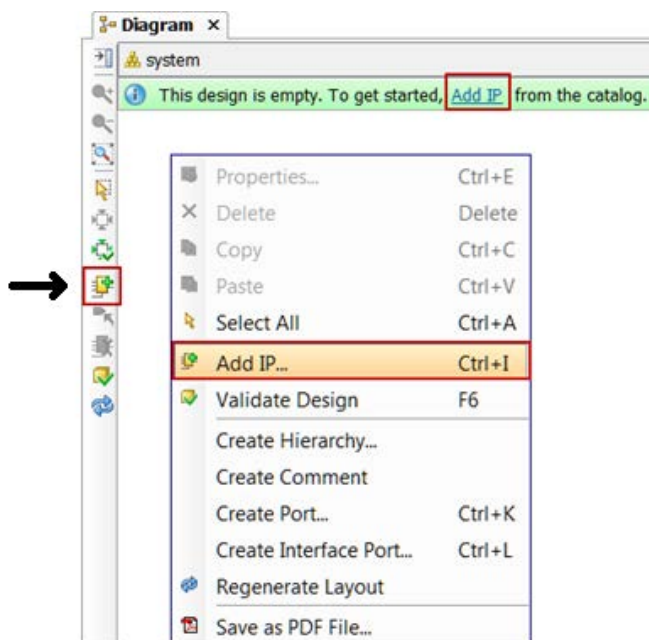 Diagram ×
system
This design is empty. To get started, Add IP from the catalog.
Properties... Ctrl+E
Delete Delete
Copy Ctrl+C
Paste Ctrl+V
Select All Ctrl+A
Add IP... Ctrl+I
Validate Design F6
Create Hierarchy...
Create Comment
Create Port... Ctrl+K
Create Interface Port... Ctrl+L
Regenerate Layout
Save as PDF File...